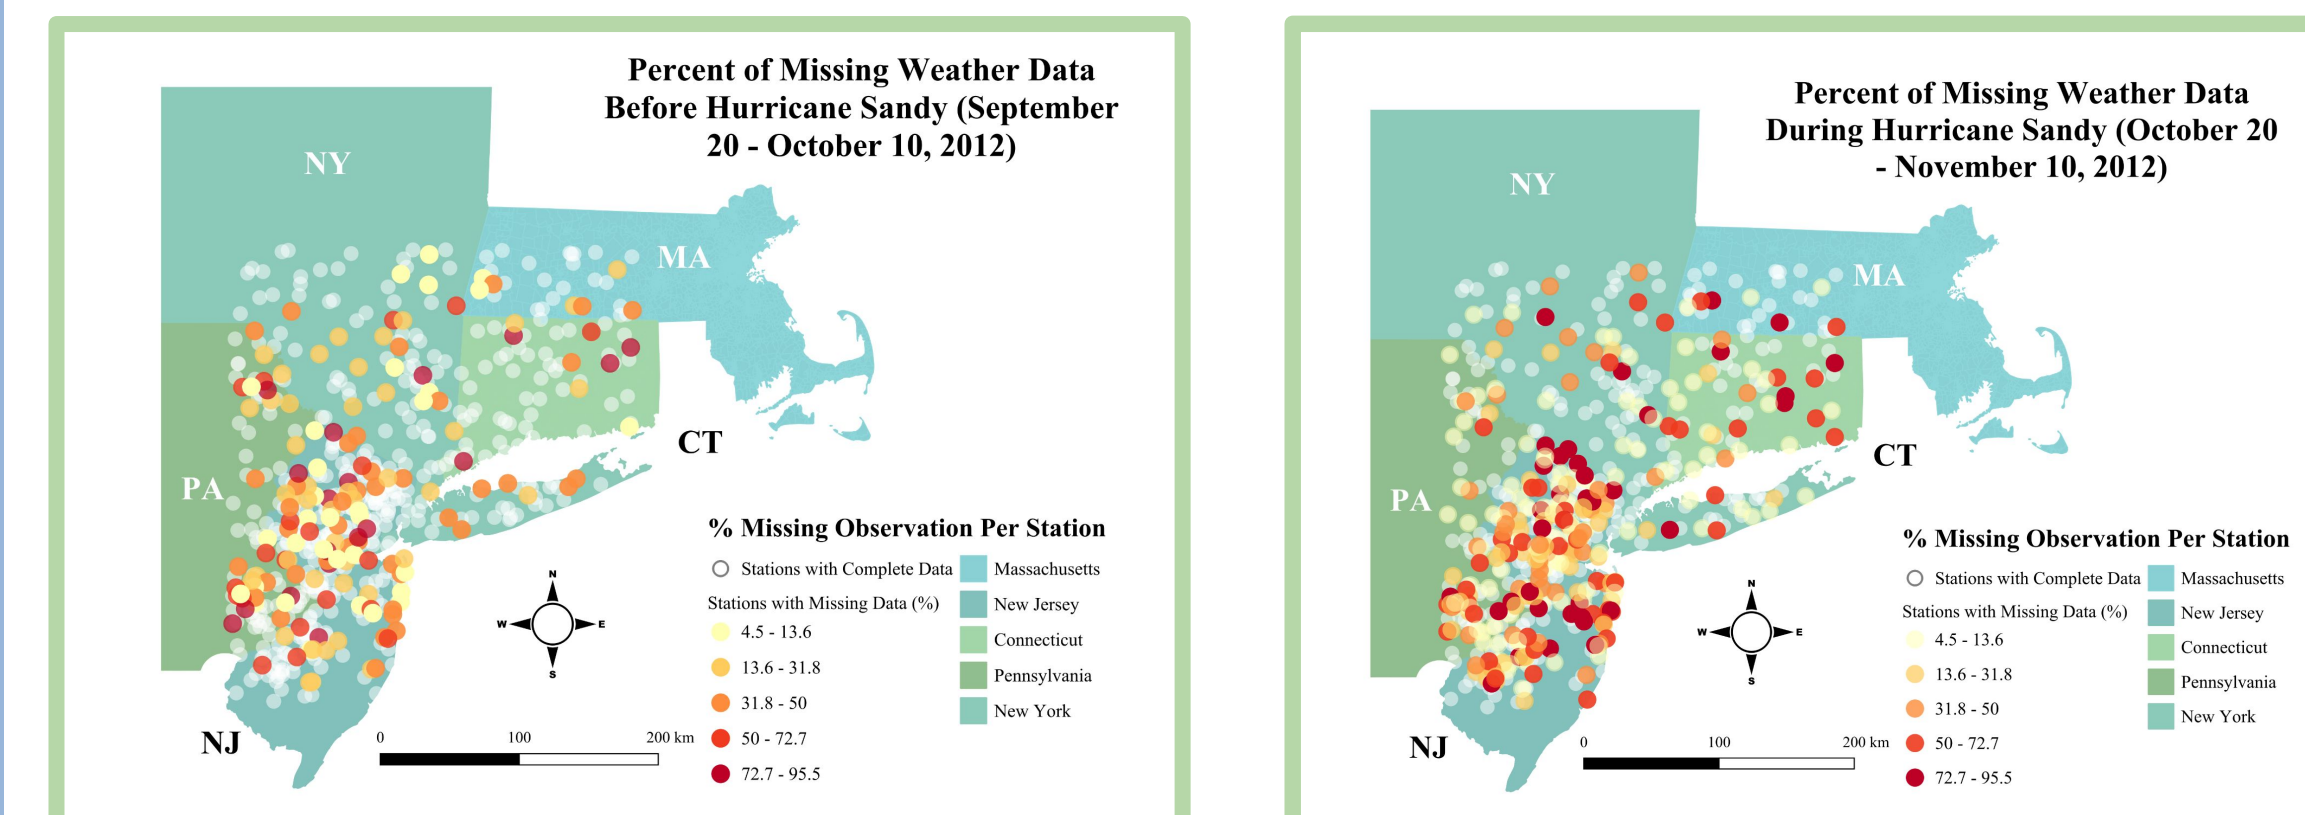 Percent of Missing Weather Data
Before Hurricane Sandy (September
20 - October 10, 2012)
NY
MA
CT
PA
NJ
N
W
E
S
0
100
200 km
% Missing Observation Per Station
Stations with Complete Data
Stations with Missing Data (%)
4.5 - 13.6
13.6 - 31.8
31.8 - 50
50 - 72.7
72.7 - 95.5
Massachusetts
New Jersey
Connecticut
Pennsylvania
New York
Percent of Missing Weather Data
During Hurricane Sandy (October 20
- November 10, 2012)
NY
MA
CT
PA
NJ
N
W
E
S
0
100
200 km
% Missing Observation Per Station
Stations with Complete Data
Stations with Missing Data (%)
4.5 - 13.6
13.6 - 31.8
31.8 - 50
50 - 72.7
72.7 - 95.5
Massachusetts
New Jersey
Connecticut
Pennsylvania
New York